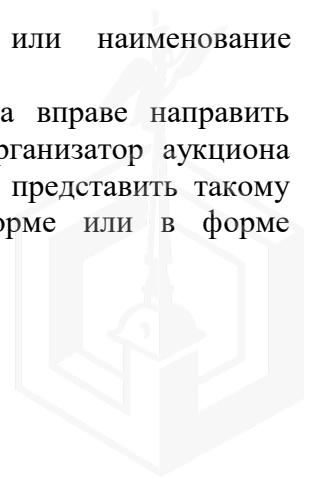 или наименование
а вправе направить
рганизатор аукциона
представить такому
орме или в форме